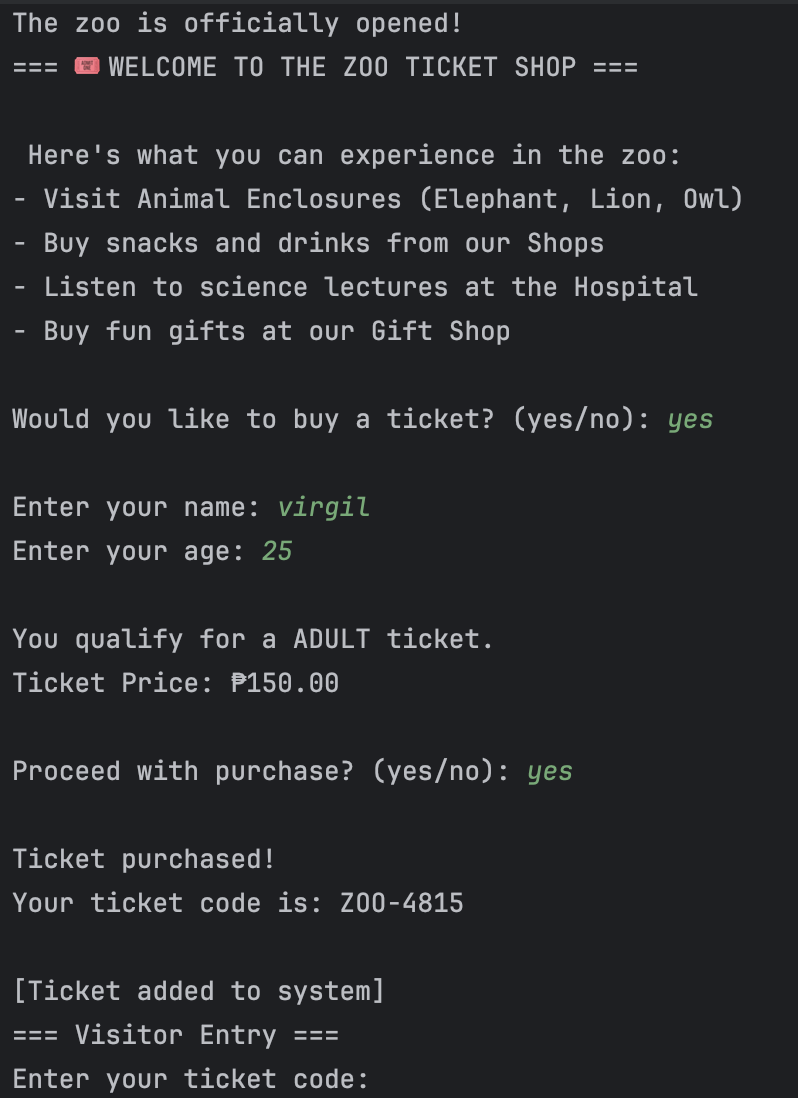 The zoo is officially opened!
=== 🎟️ WELCOME TO THE ZOO TICKET SHOP ===
Here's what you can experience in the zoo:
- Visit Animal Enclosures (Elephant, Lion, Owl)
- Buy snacks and drinks from our Shops
- Listen to science lectures at the Hospital
- Buy fun gifts at our Gift Shop
Would you like to buy a ticket? (yes/no): yes
Enter your name: virgil
Enter your age: 25
You qualify for a ADULT ticket.
Ticket Price: ₱150.00
Proceed with purchase? (yes/no): yes
Ticket purchased!
Your ticket code is: ZOO-4815
[Ticket added to system]
=== Visitor Entry ===
Enter your ticket code: